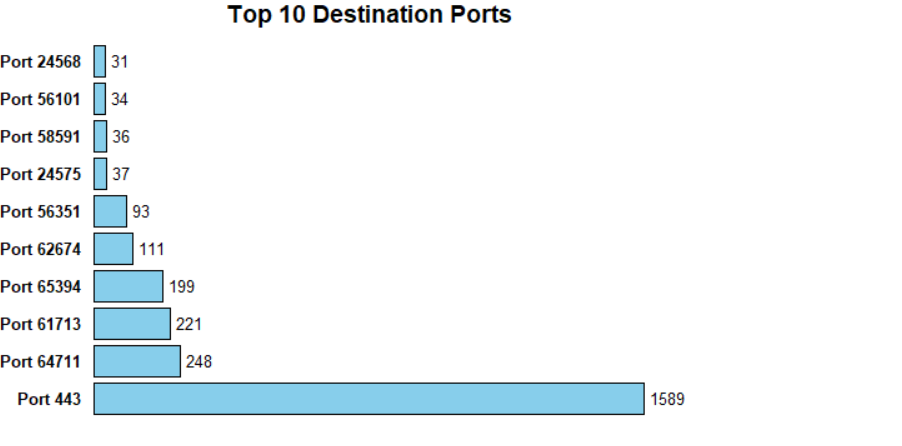 Top 10 Destination Ports
Port 24568 31
Port 56101 34
Port 58591 36
Port 24575 37
Port 56351 93
Port 62674 111
Port 65394 199
Port 61713 221
Port 64711 248
Port 443 1589